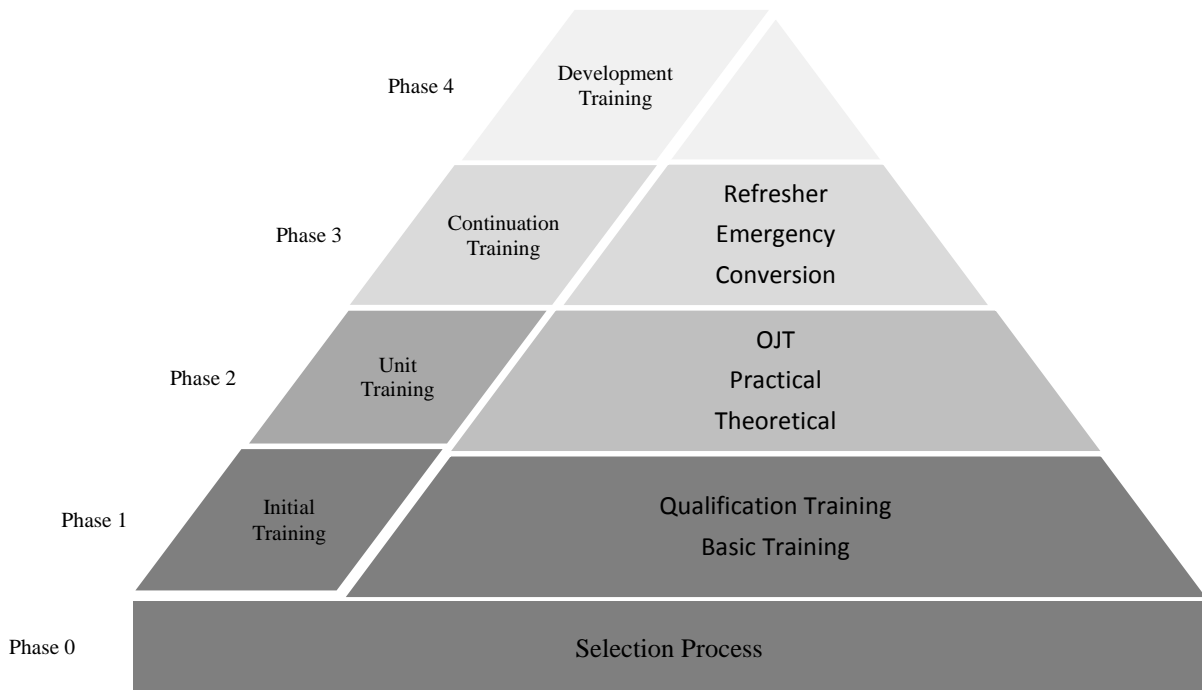 Phase 4
Development
Training
Phase 3
Continuation
Training
Refresher
Emergency
Conversion
Phase 2
Unit
Training
OJT
Practical
Theoretical
Phase 1
Initial
Training
Qualification Training
Basic Training
Phase 0
Selection Process